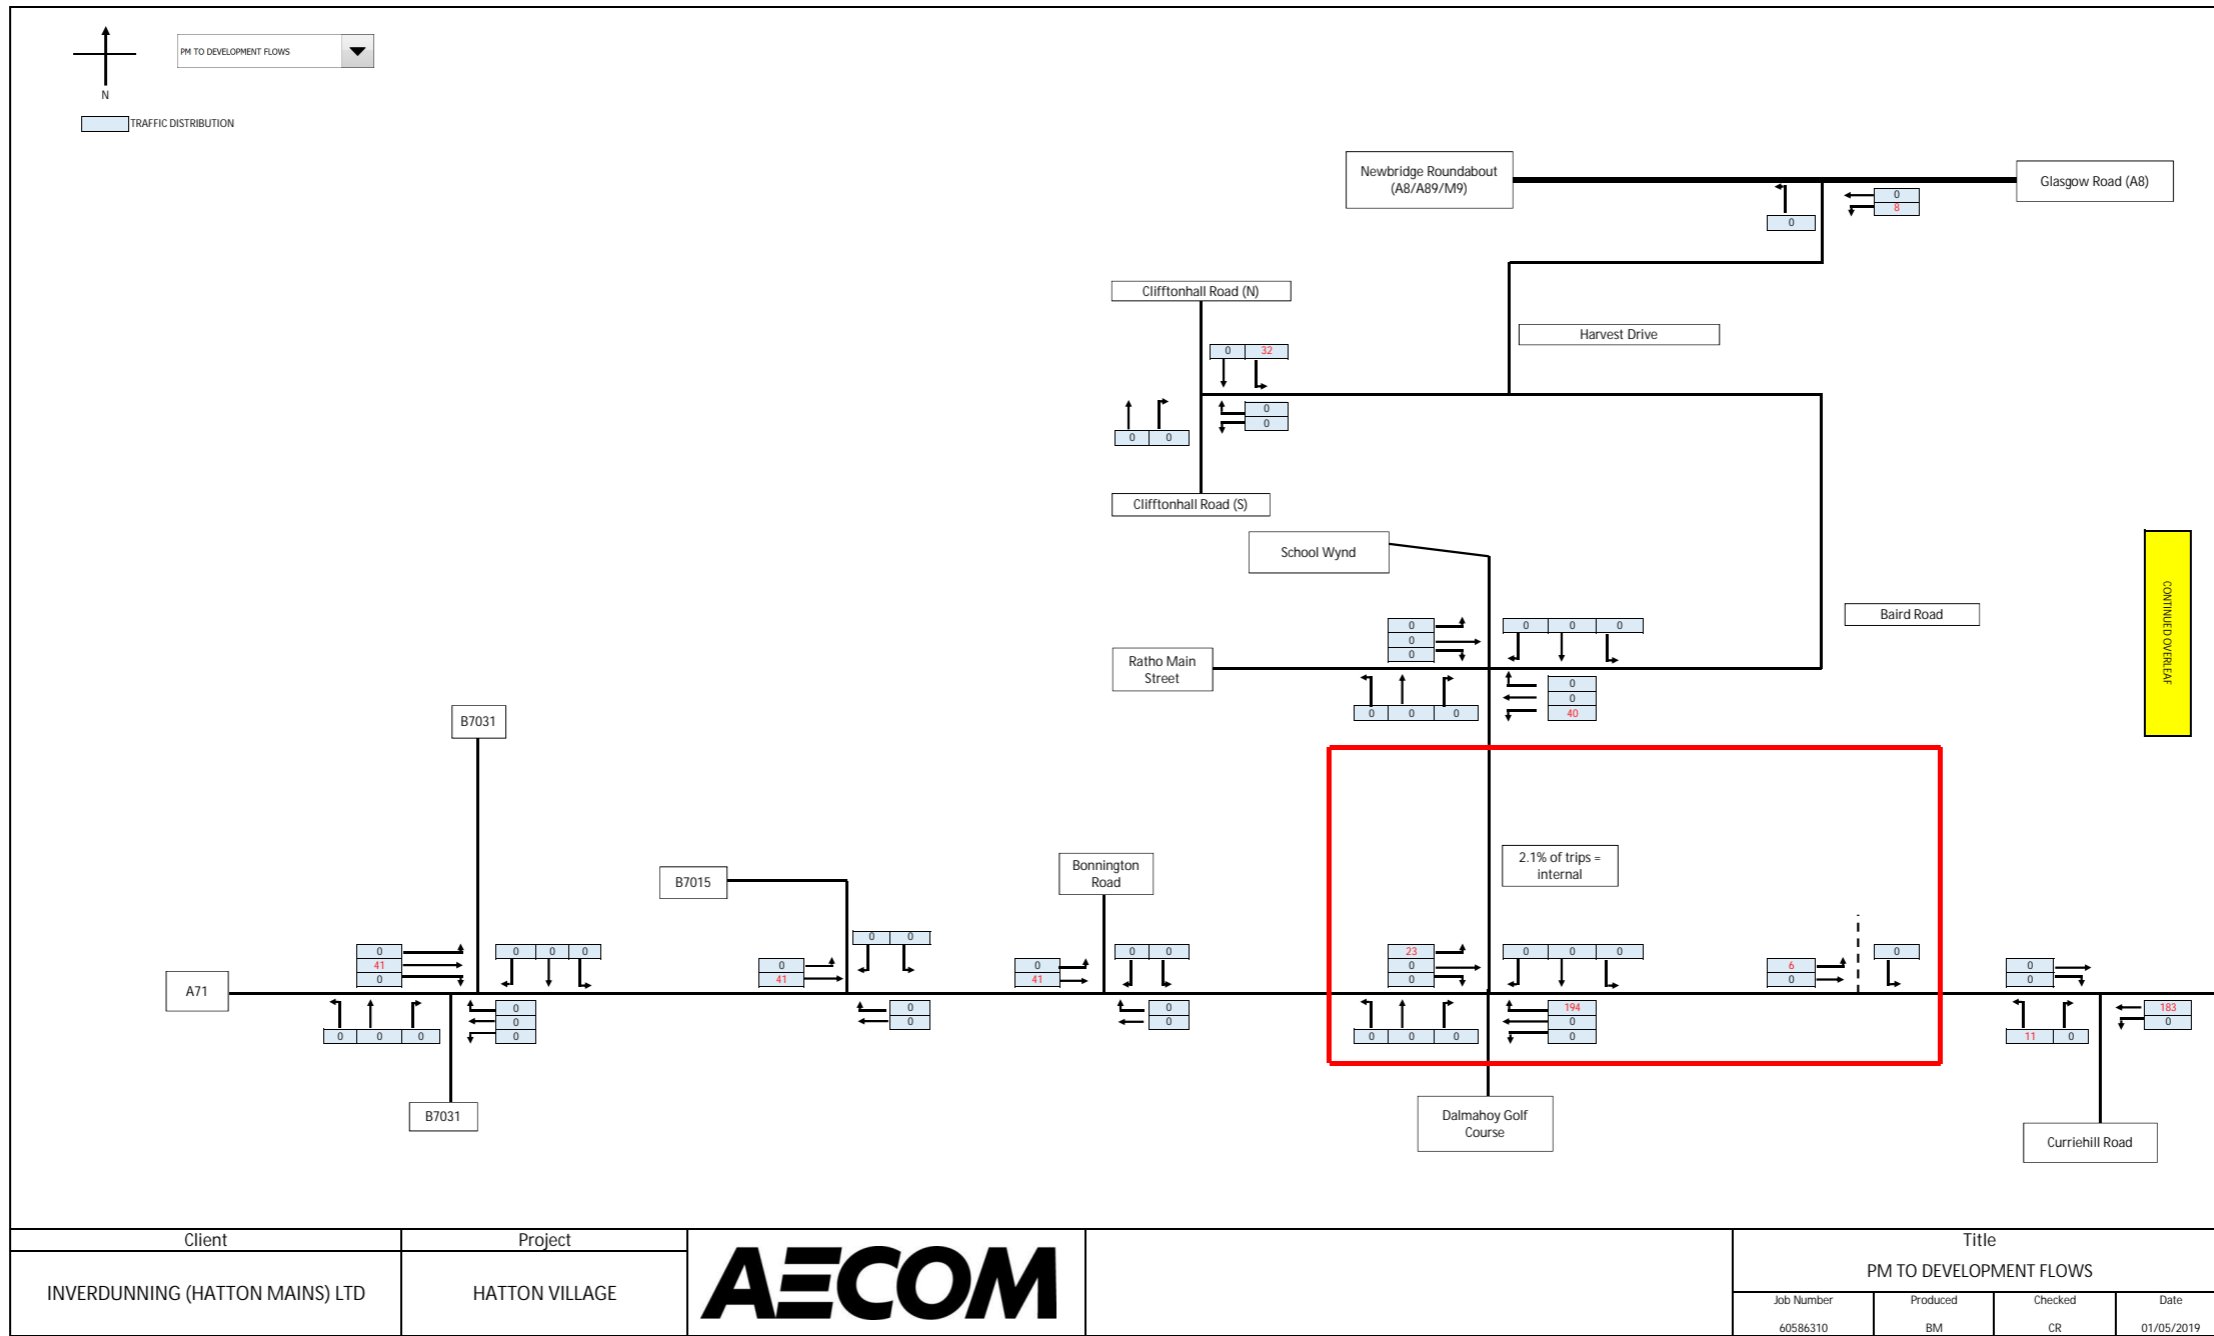 PM TO DEVELOPMENT FLOWS
N
TRAFFIC DISTRIBUTION
Newbridge Roundabout
(A8/A89/M9)
Glasgow Road (A8)
0
8
0
Clifftonhall Road (N)
Harvest Drive
0 32
0
0
0 0
Clifftonhall Road (S)
School Wynd
CONTINUED OVERLEAF
Baird Road
0
0
0
0 0 0
Ratho Main
Street
0
0
40
0 0 0
B7031
2.1% of trips =
internal
Bonnington
Road
B7015
0
41
0
0 0 0
0
41
0 0
0
41
0 0
23
0
0
0 0 0
6
0
0
0
0
A71
0
0
0
0 0 0
0
0
0
0
194
0
0
0 0 0
183
0
11 0
B7031
Dalmahoy Golf
Course
Curriehill Road
Client
INVERDUNNING (HATTON MAINS) LTD
Project
HATTON VILLAGE
AECOM
Title
PM TO DEVELOPMENT FLOWS
Job Number Produced Checked Date
60586310 BM CR 01/05/2019